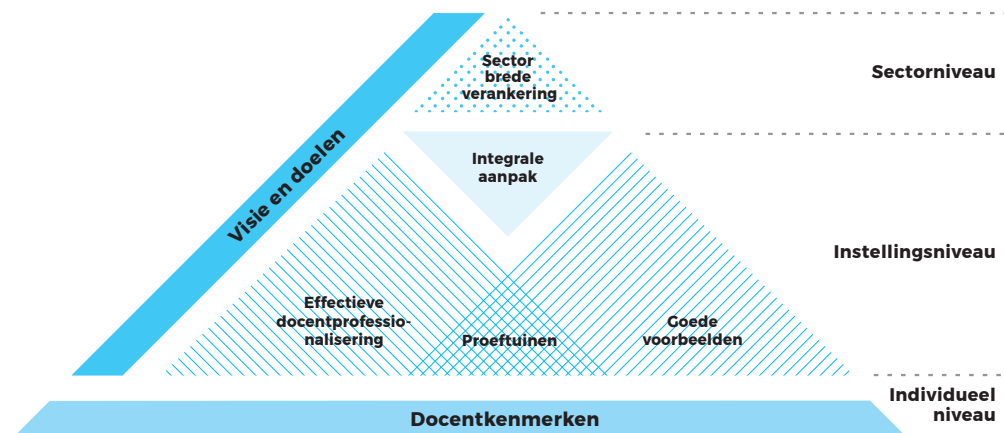 Sector
brede
verankering
Sectorniveau
Visie en doelen
Integrale
aanpak
Instellingsniveau
Effectieve
docentprofessio-
nalisering
Proeftuinen
Goede
voorbeelden
Individueel
niveau
Docentkenmerken